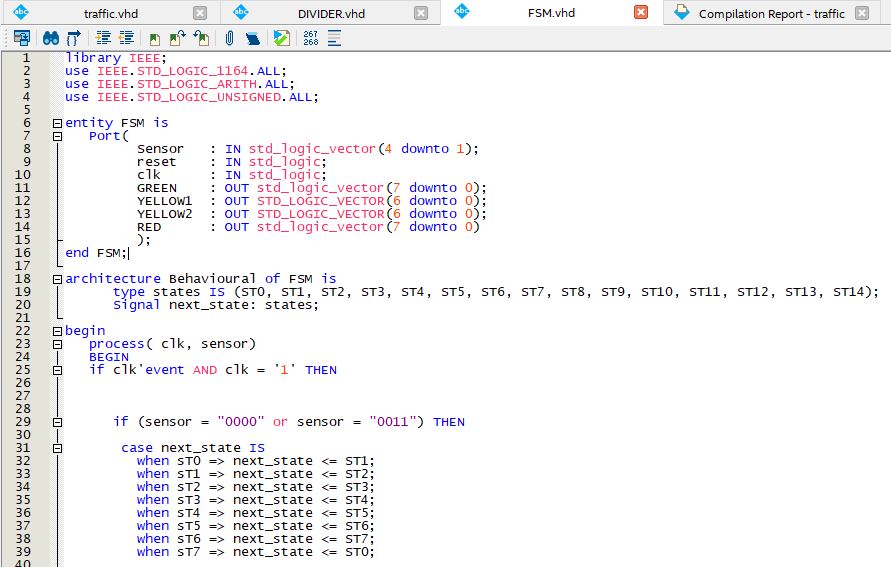 traffic.vhd DIVIDER.vhd FSM.vhd Compilation Report - traffic
267
268
1 library IEEE;
2 use IEEE.STD_LOGIC_1164.ALL;
3 use IEEE.STD_LOGIC_ARITH.ALL;
4 use IEEE.STD_LOGIC_UNSIGNED.ALL;
5
6 entity FSM is
7 Port(
8 Sensor : IN std_logic_vector(4 downto 1);
9 reset : IN std_logic;
10 clk : IN std_logic;
11 GREEN : OUT std_logic_vector(7 downto 0);
12 YELLOW1 : OUT STD_LOGIC_VECTOR(6 downto 0);
13 YELLOW2 : OUT STD_LOGIC_VECTOR(6 downto 0);
14 RED : OUT std_logic_vector(7 downto 0)
15 );
16 end FSM;
17
18 architecture Behavioural of FSM is
19 type states IS (ST0, ST1, ST2, ST3, ST4, ST5, ST6, ST7, ST8, ST9, ST10, ST11, ST12, ST13, ST14);
20 Signal next_state: states;
21
22 begin
23 process( clk, sensor)
24 BEGIN
25 if clk'event AND clk = '1' THEN
26
27
28
29 if (sensor = "0000" or sensor = "0011") THEN
30
31 case next_state IS
32 when sT0 => next_state <= ST1;
33 when sT1 => next_state <= ST2;
34 when sT2 => next_state <= ST3;
35 when sT3 => next_state <= ST4;
36 when sT4 => next_state <= ST5;
37 when sT5 => next_state <= ST6;
38 when sT6 => next_state <= ST7;
39 when sT7 => next_state <= ST0;
40